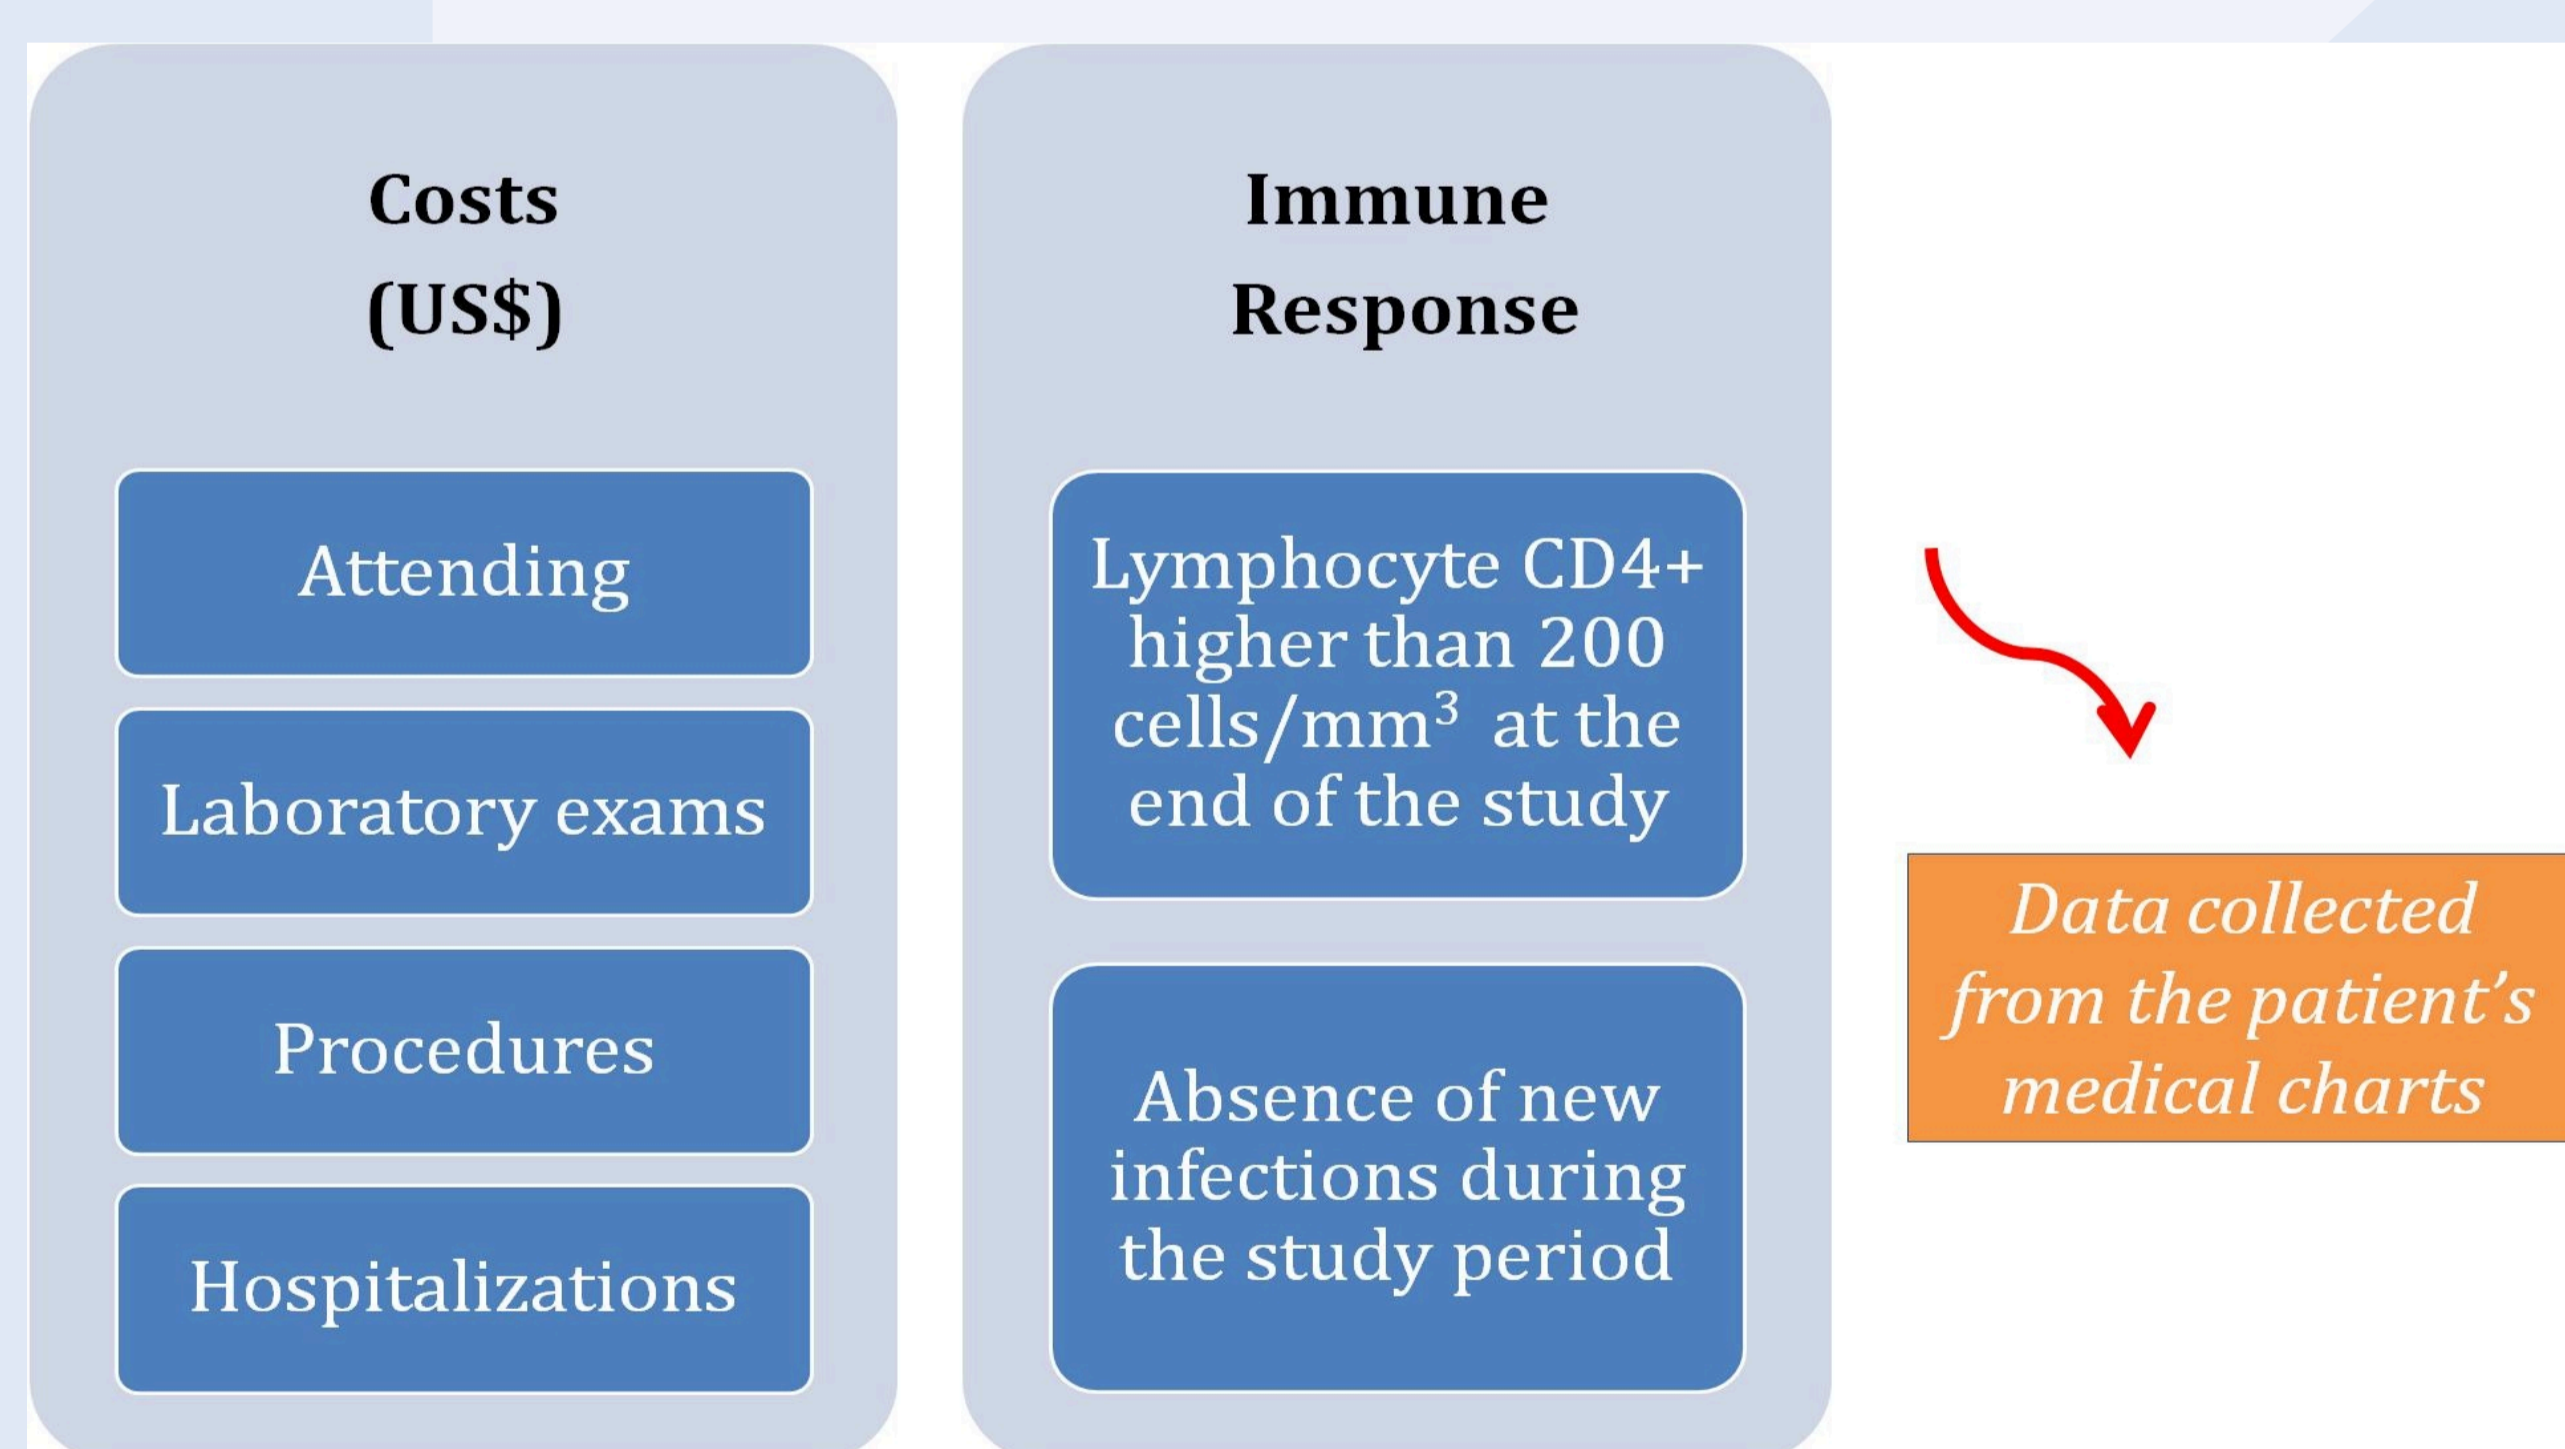 Costs
(US$)
Attending
Laboratory exams
Procedures
Hospitalizations
Immune
Response
Lymphocyte CD4+
higher than 200
cells/mm³ at the
end of the study
Absence of new
infections during
the study period
Data collected
from the patient’s
medical charts